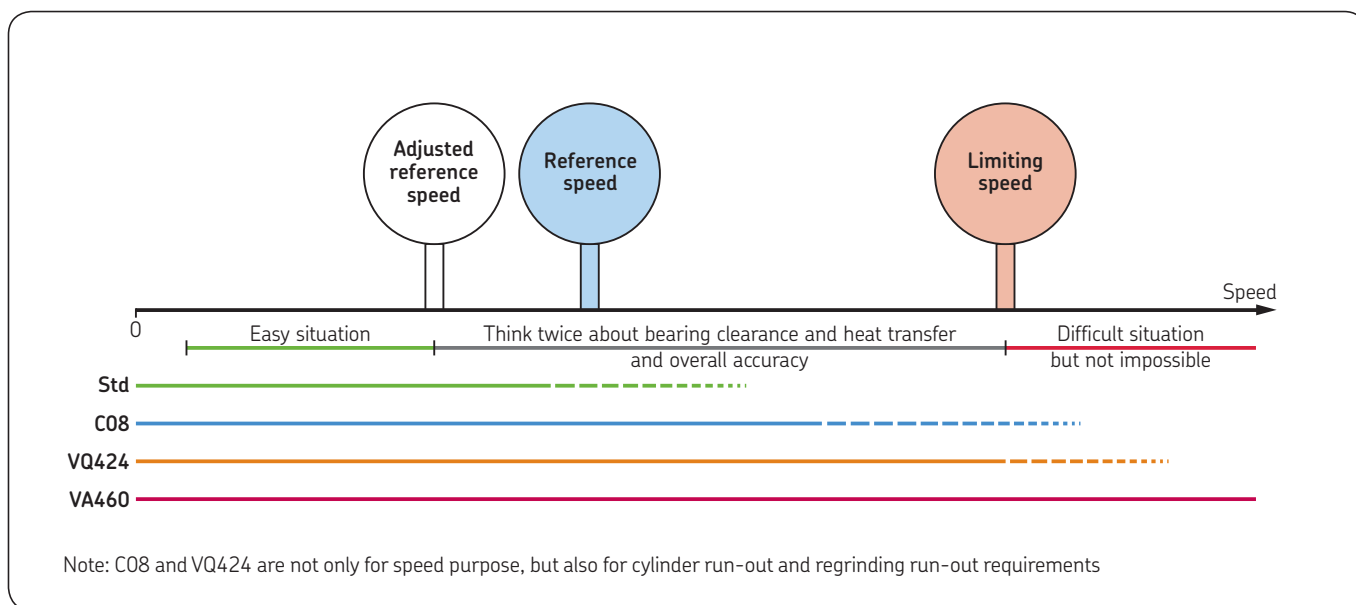 Adjusted
reference
speed
Reference
speed
Limiting
speed
Speed
0
Easy situation
Think twice about bearing clearance and heat transfer
and overall accuracy
Difficult situation
but not impossible
Std
C08
VQ424
VA460
Note: C08 and VQ424 are not only for speed purpose, but also for cylinder run-out and regrinding run-out requirements